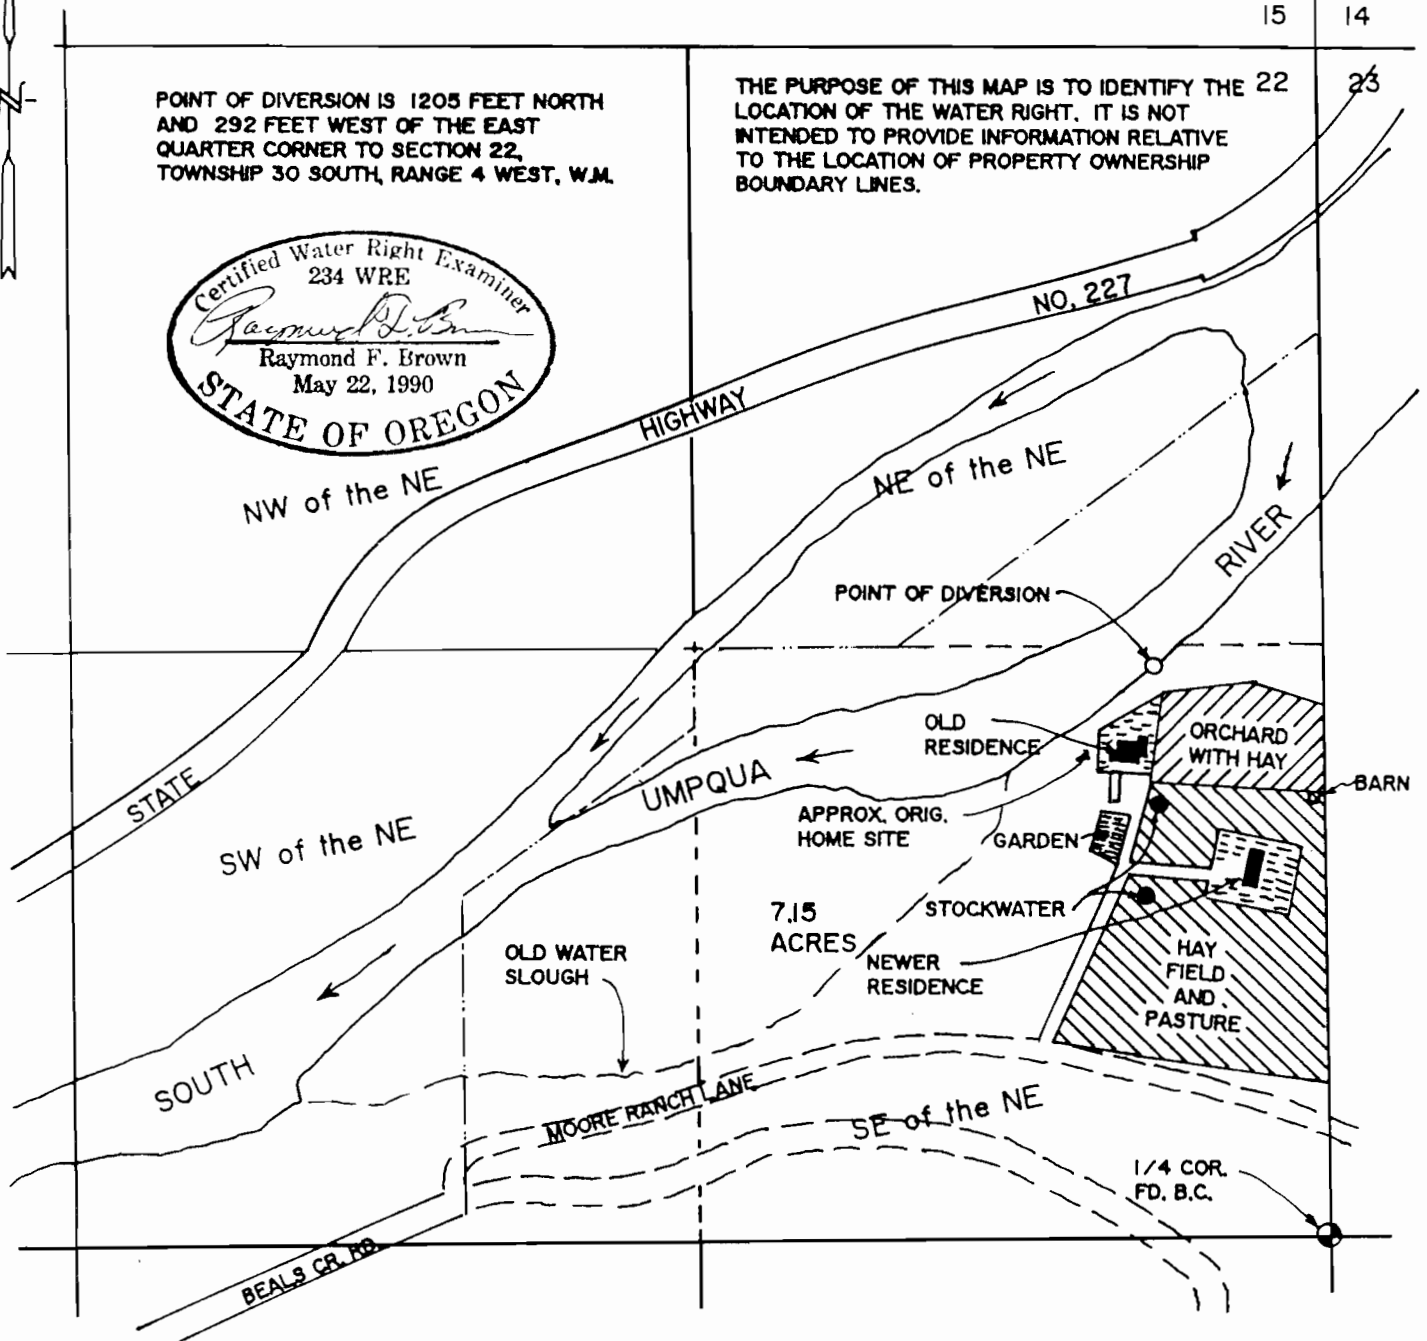 15 14
22 23
POINT OF DIVERSION IS 1205 FEET NORTH
AND 292 FEET WEST OF THE EAST
QUARTER CORNER TO SECTION 22,
TOWNSHIP 30 SOUTH, RANGE 4 WEST, W.M.
THE PURPOSE OF THIS MAP IS TO IDENTIFY THE
LOCATION OF THE WATER RIGHT. IT IS NOT
INTENDED TO PROVIDE INFORMATION RELATIVE
TO THE LOCATION OF PROPERTY OWNERSHIP
BOUNDARY LINES.
N
Certified Water Right Examiner
234 WRE
Raymond F. Brown
May 22, 1990
STATE OF OREGON
NO. 227
HIGHWAY
STATE
NW of the NE
NE of the NE
RIVER
POINT OF DIVERSION
OLD
RESIDENCE
ORCHARD
WITH HAY
BARN
UMPQUA
APPROX. ORIG.
HOME SITE
GARDEN
SW of the NE
STOCKWATER
7.15
ACRES
NEWER
RESIDENCE
OLD WATER
SLOUGH
HAY
FIELD
AND
PASTURE
SOUTH
MOORE RANCH LANE
SE of the NE
1/4 COR.
FD. B.C.
BEALS CR. RD.